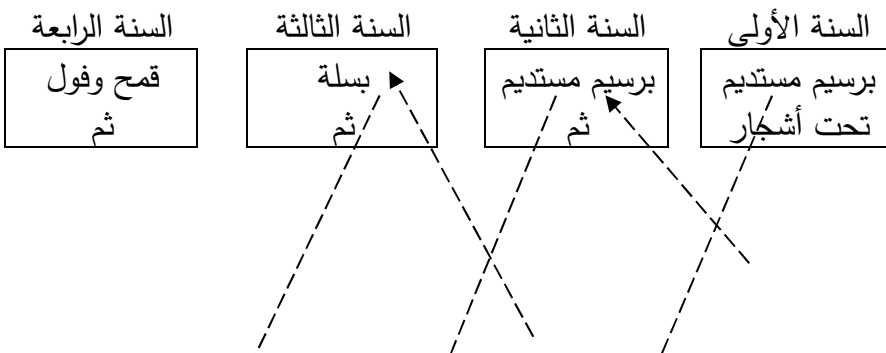 السنة الأولى السنة الثانية السنة الثالثة السنة الرابعة
برسيم مستديم برسيم مستديم بسلة قمح وفول
تحت أشجار ثم ثم ثم